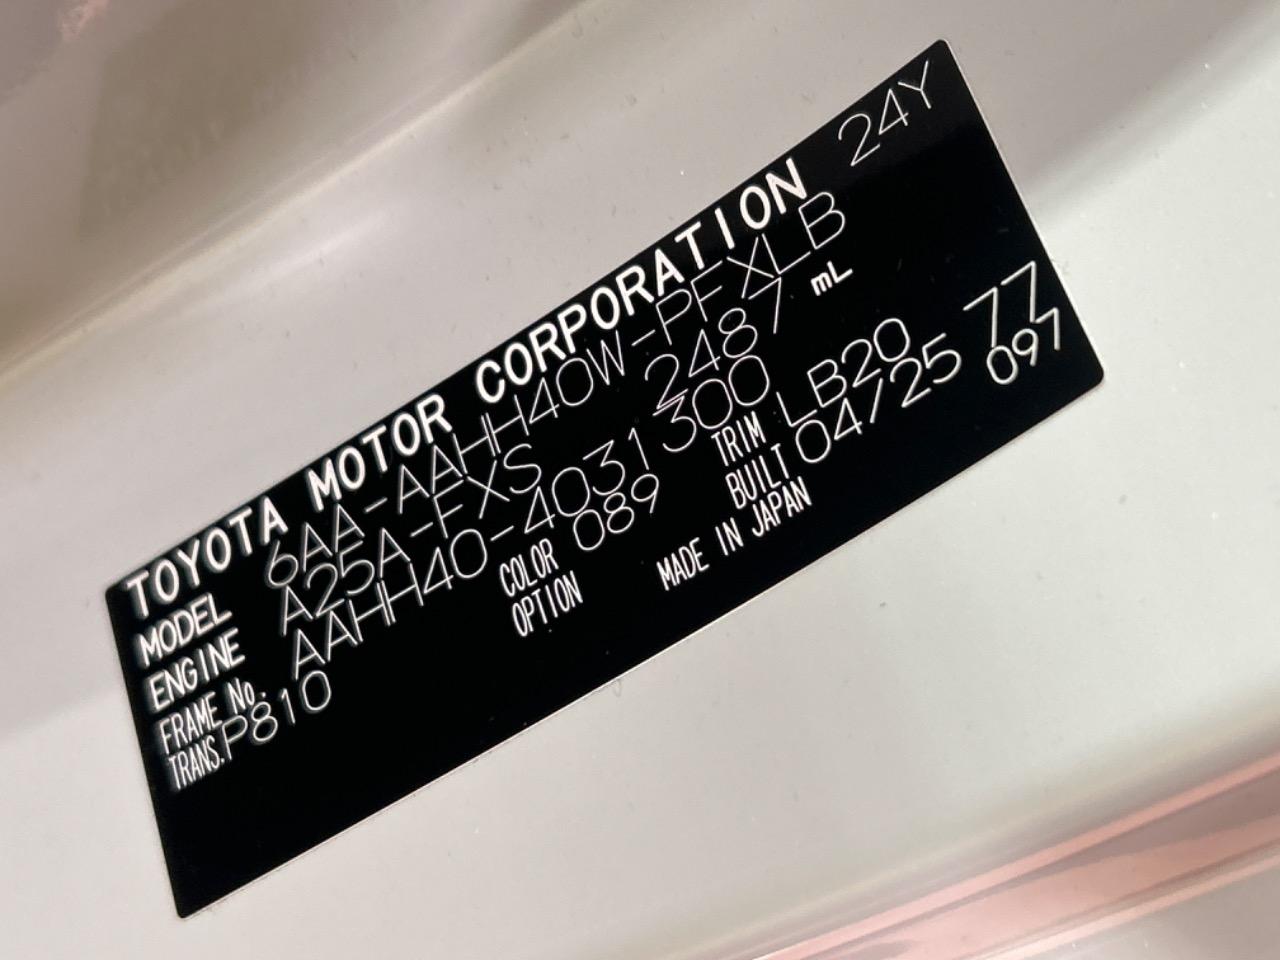 TOYOTA MOTOR CORPORATION 24Y
MODEL 6AA-AAHH40W-PFXLB
ENGINE A25A-FXS 2487 mL
FRAME No. AAHH40-4031300
TRANS. P810 COLOR 089 TRIM LB20 77
OPTION BUILT 04/25 097
MADE IN JAPAN